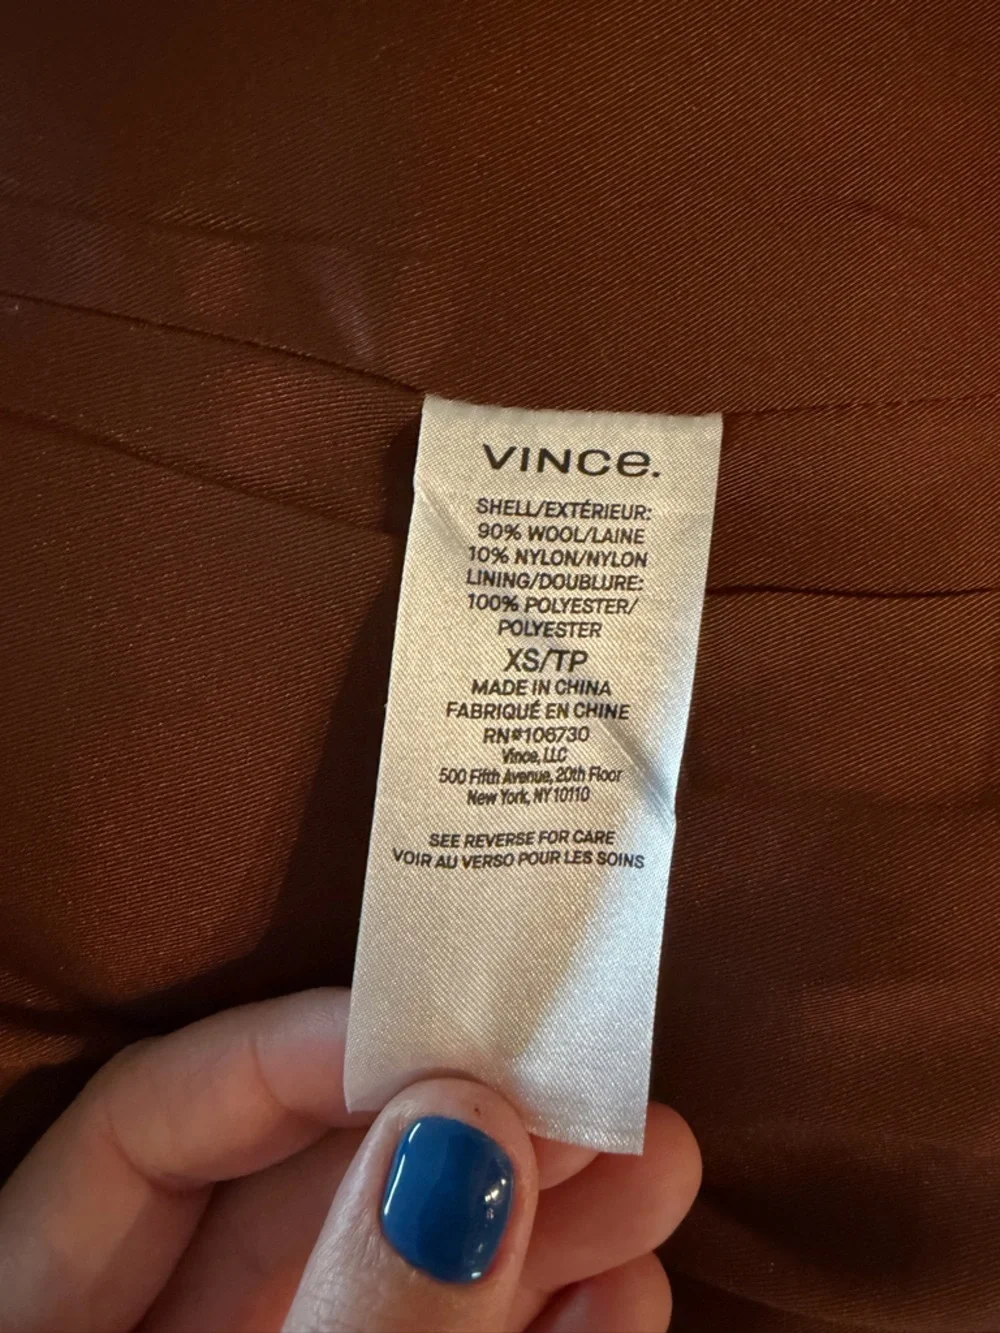 VINCe.
SHELL/EXTÉRIEUR:
90% WOOL/LAINE
10% NYLON/NYLON
LINING/DOUBLURE:
100% POLYESTER/
POLYESTER
XS/TP
MADE IN CHINA
FABRIQUÉ EN CHINE
RN#106730
Vince, LLC
500 Fifth Avenue, 20th Floor
New York, NY 10110
SEE REVERSE FOR CARE
VOIR AU VERSO POUR LES SOINS